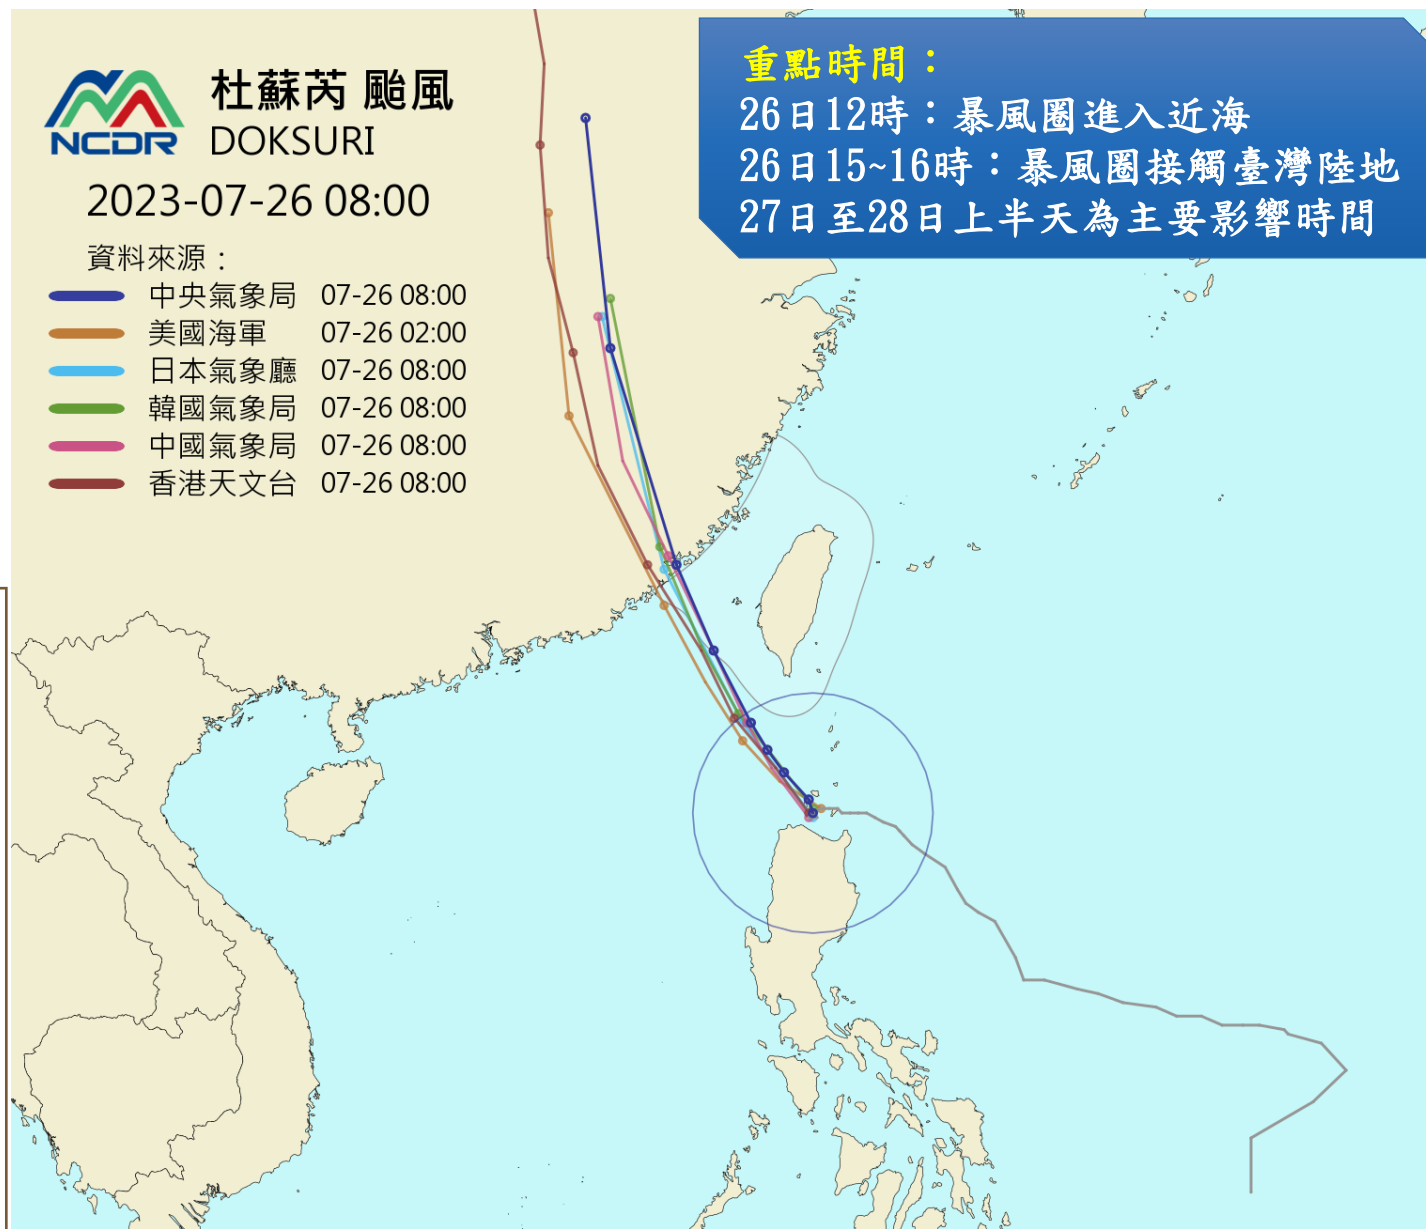 重點時間：
26日12時：暴風圈進入近海
26日15~16時：暴風圈接觸臺灣陸地
27日至28日上半天為主要影響時間
NCDR
杜蘇芮 颱風
DOKSURI
2023-07-26 08:00
資料來源：
中央氣象局 07-26 08:00
美國海軍 07-26 02:00
日本氣象廳 07-26 08:00
韓國氣象局 07-26 08:00
中國氣象局 07-26 08:00
香港天文台 07-26 08:00